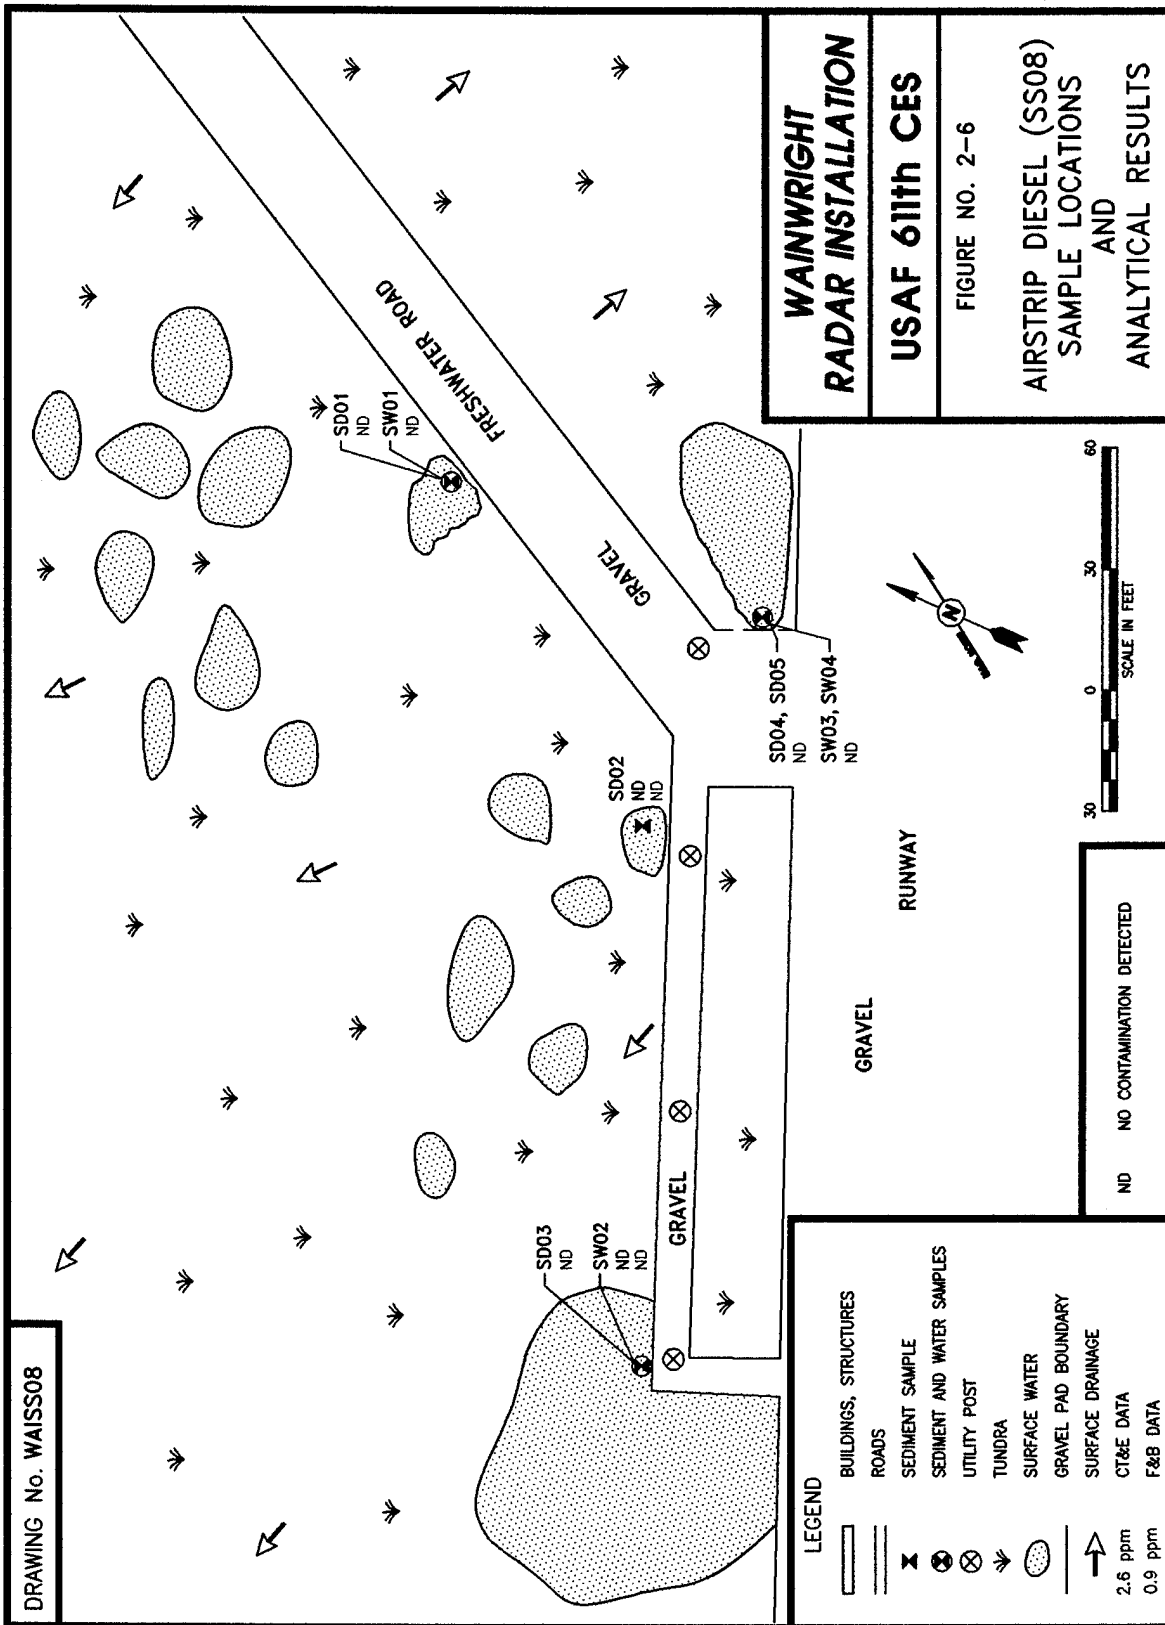 DRAWING No. WAISS08
SD03
ND
SW02
ND
ND
SD02
ND
ND
SD01
ND
SW01
ND
FRESHWATER ROAD
GRAVEL
GRAVEL
SD04, SD05
ND
SW03, SW04
ND
GRAVEL
RUNWAY
N
30
0
30
60
SCALE IN FEET
LEGEND
BUILDINGS, STRUCTURES
ROADS
SEDIMENT SAMPLE
SEDIMENT AND WATER SAMPLES
UTILITY POST
TUNDRA
SURFACE WATER
GRAVEL PAD BOUNDARY
SURFACE DRAINAGE
2.6 ppm CT&E DATA
0.9 ppm F&B DATA
ND NO CONTAMINATION DETECTED
WAINWRIGHT
RADAR INSTALLATION
USAF 611th CES
FIGURE NO. 2-6
AIRSTRIP DIESEL (SS08)
SAMPLE LOCATIONS
AND
ANALYTICAL RESULTS